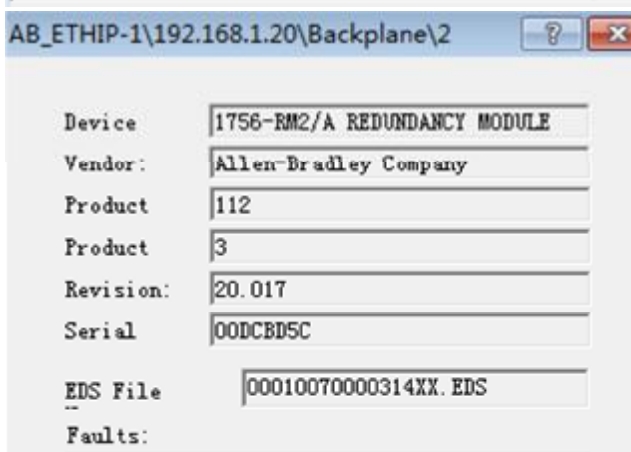 AB_ETHIP-1\192.168.1.20\Backplane\2
Device 1756-RM2/A REDUNDANCY MODULE
Vendor: Allen-Bradley Company
Product 112
Product 3
Revision: 20.017
Serial 00DCBD5C
EDS File 00010070000314XX.EDS
Faults: